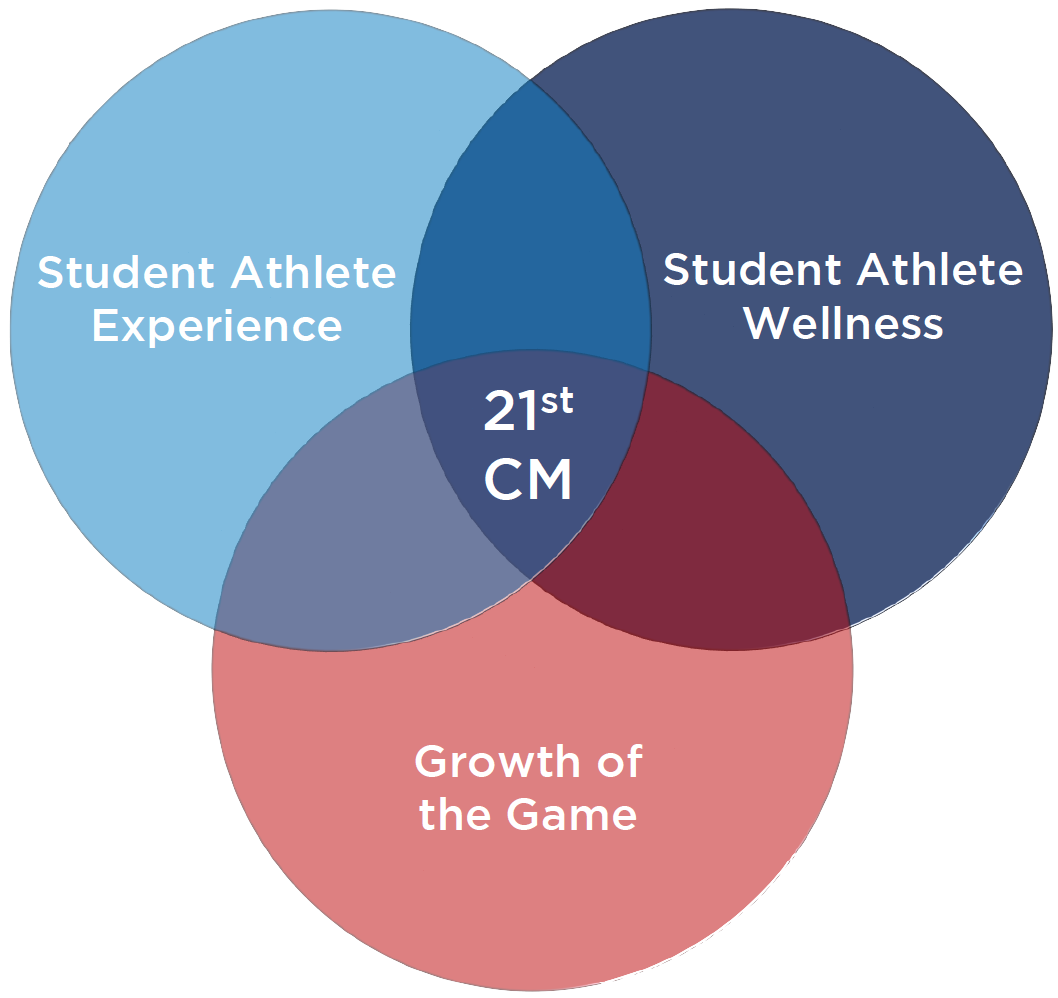 Student Athlete
Experience
Student Athlete
Wellness
21st
CM
Growth of
the Game